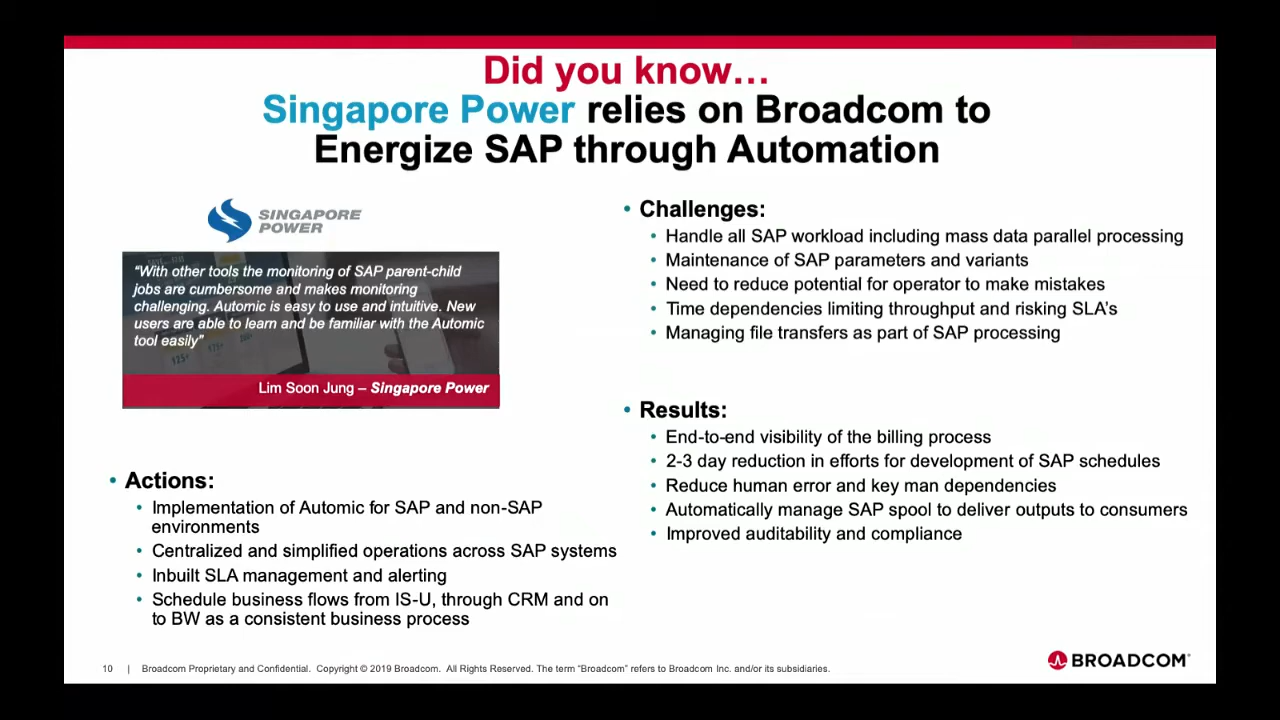 Did you know…
Singapore Power relies on Broadcom to
Energize SAP through Automation
SINGAPORE
POWER
“With other tools the monitoring of SAP parent-child
jobs are cumbersome and makes monitoring
challenging. Automic is easy to use and intuitive. New
users are able to learn and be familiar with the Automic
tool easily”
Lim Soon Jung – Singapore Power
• Actions:
• Implementation of Automic for SAP and non-SAP
environments
• Centralized and simplified operations across SAP systems
• Inbuilt SLA management and alerting
• Schedule business flows from IS-U, through CRM and on
to BW as a consistent business process
• Challenges:
• Handle all SAP workload including mass data parallel processing
• Maintenance of SAP parameters and variants
• Need to reduce potential for operator to make mistakes
• Time dependencies limiting throughput and risking SLA’s
• Managing file transfers as part of SAP processing
• Results:
• End-to-end visibility of the billing process
• 2-3 day reduction in efforts for development of SAP schedules
• Reduce human error and key man dependencies
• Automatically manage SAP spool to deliver outputs to consumers
• Improved auditability and compliance
10 | Broadcom Proprietary and Confidential. Copyright © 2019 Broadcom. All Rights Reserved. The term “Broadcom” refers to Broadcom Inc. and/or its subsidiaries.
BROADCOM